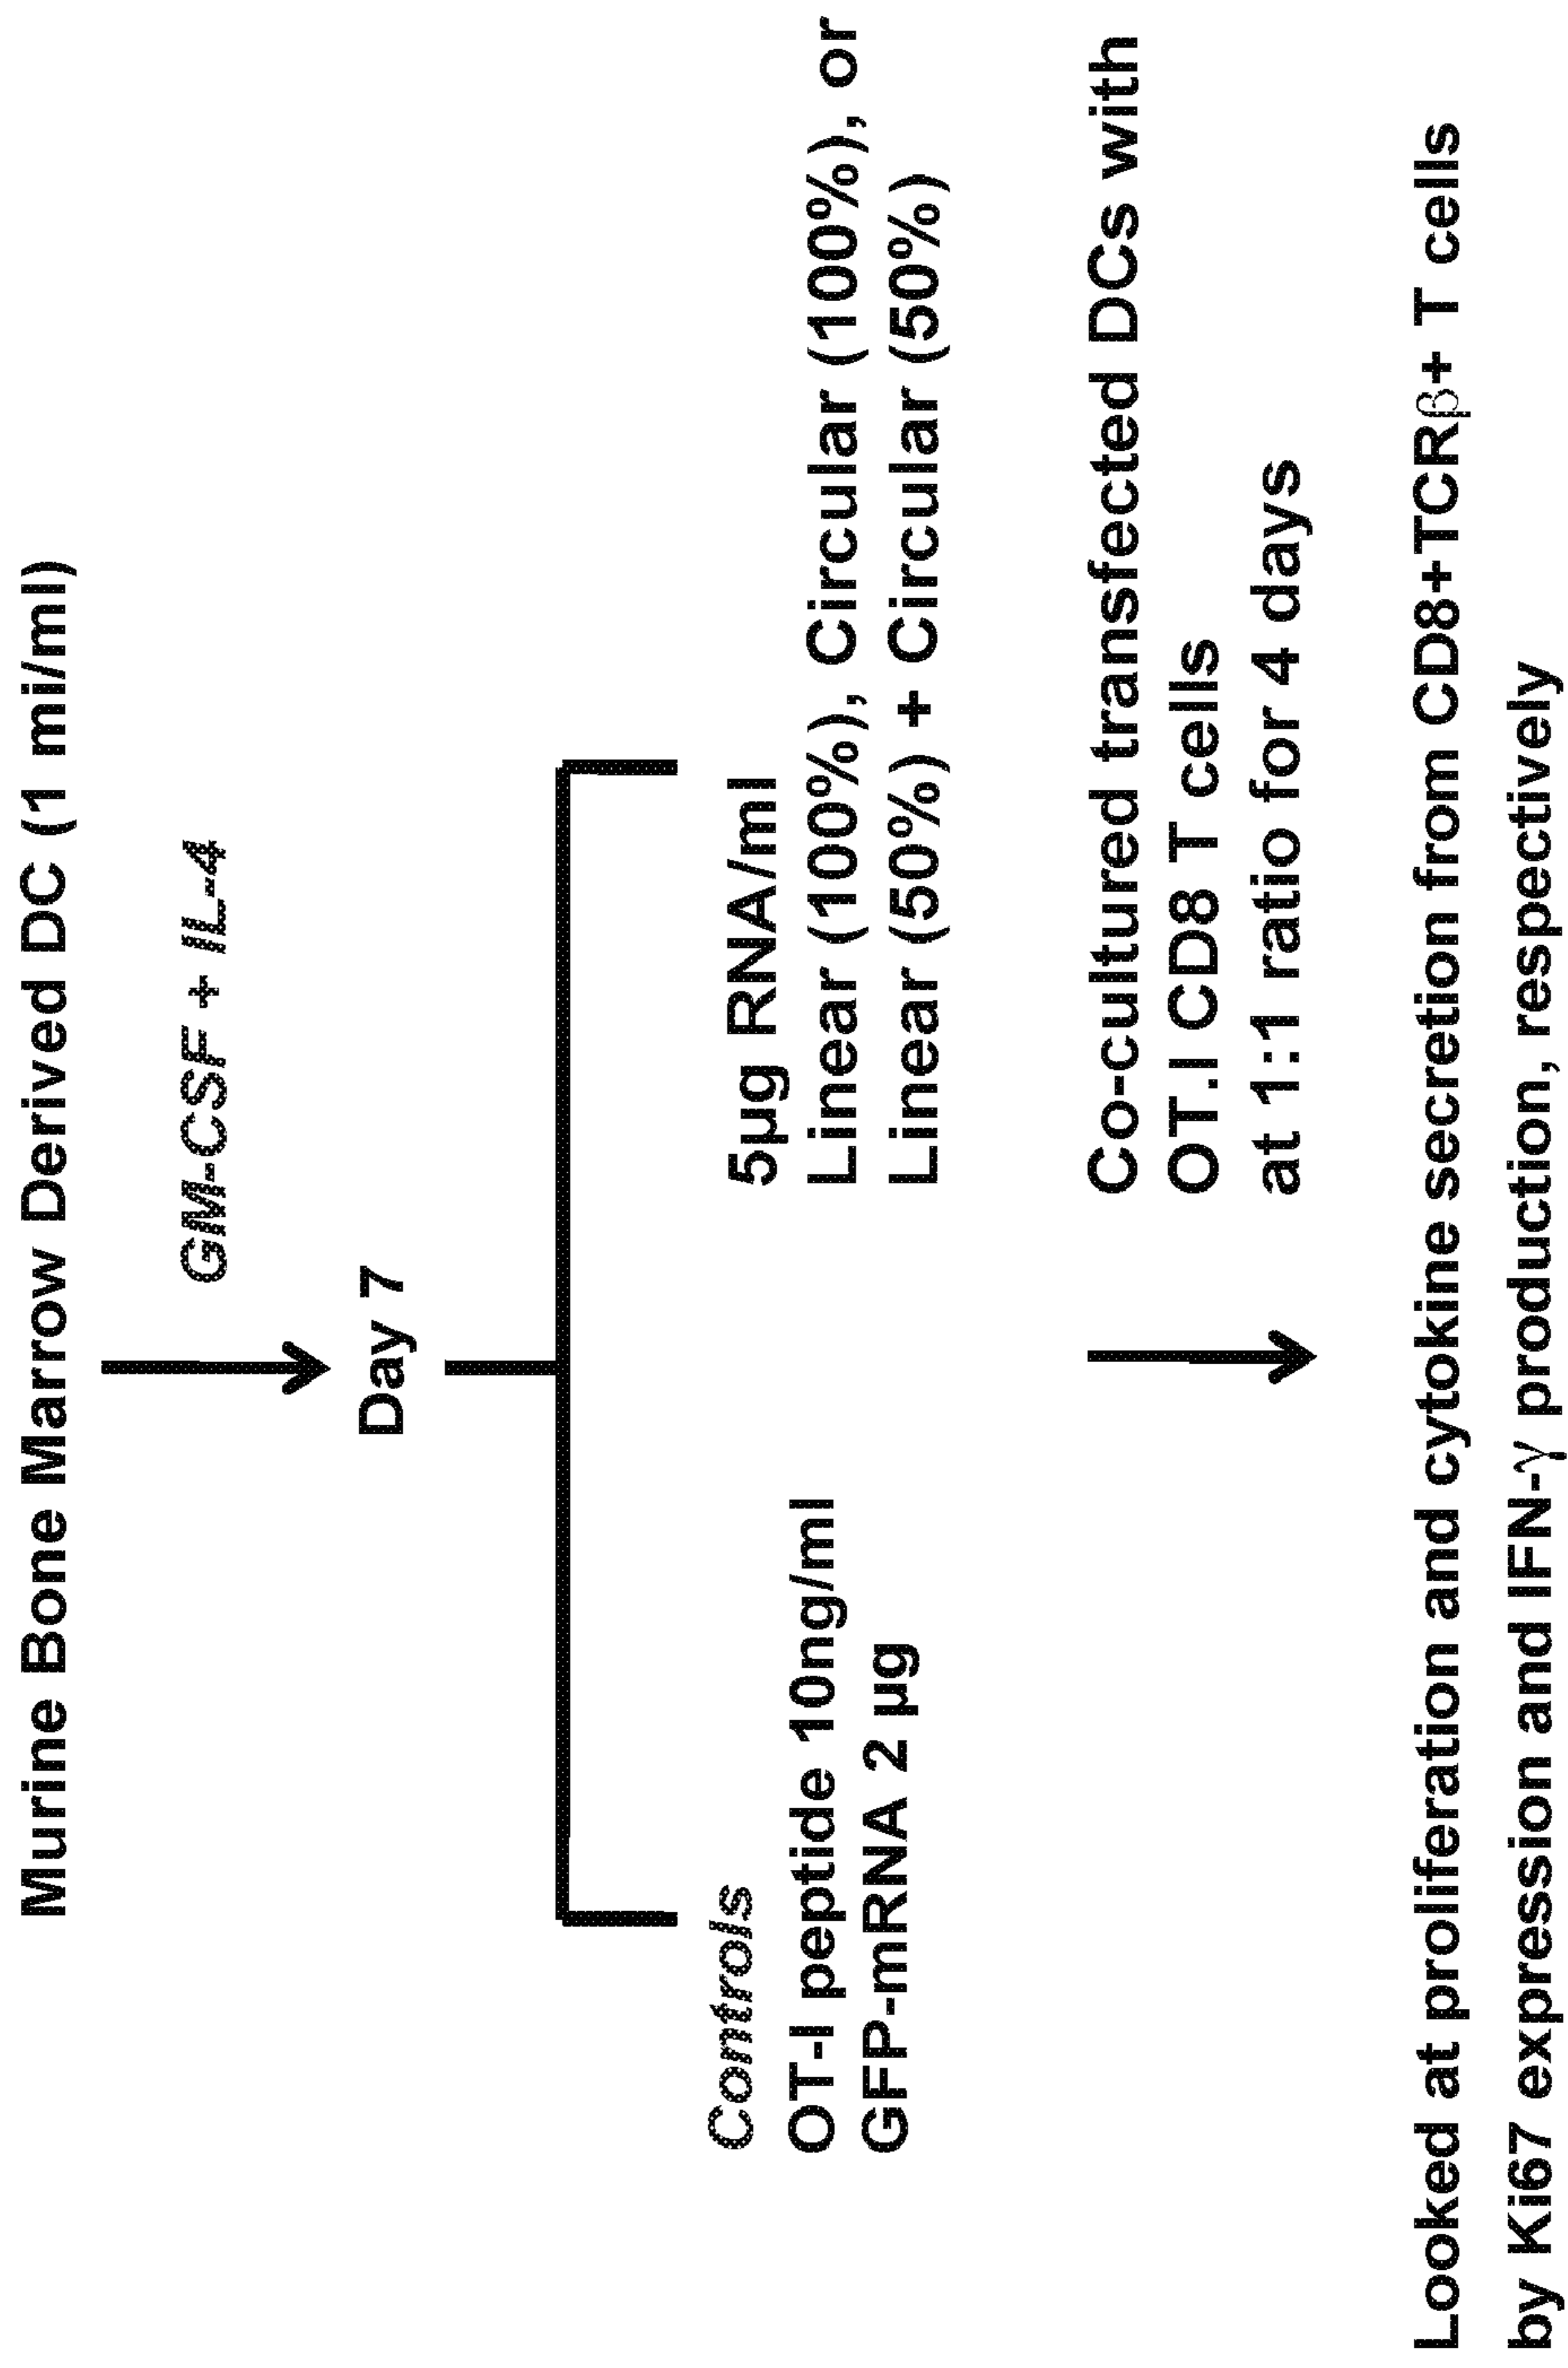 Murine Bone Marrow Derived DC (1 mi/ml)
GM-CSF + IL-4
Day 7
Controls
OT-I peptide 10ng/ml
GFP-mRNA 2 µg
5µg RNA/ml
Linear (100%), Circular (100%), or
Linear (50%) + Circular (50%)
Co-cultured transfected DCs with
OT.I CD8 T cells
at 1:1 ratio for 4 days
Looked at proliferation and cytokine secretion from CD8+TCRβ+ T cells
by Ki67 expression and IFN-γ production, respectively